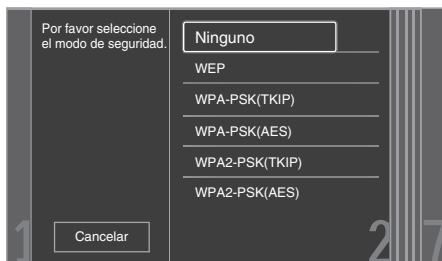 Por favor seleccione
el modo de seguridad.
Ninguno
WEP
WPA-PSK(TKIP)
WPA-PSK(AES)
WPA2-PSK(TKIP)
WPA2-PSK(AES)
Cancelar
1
2
7